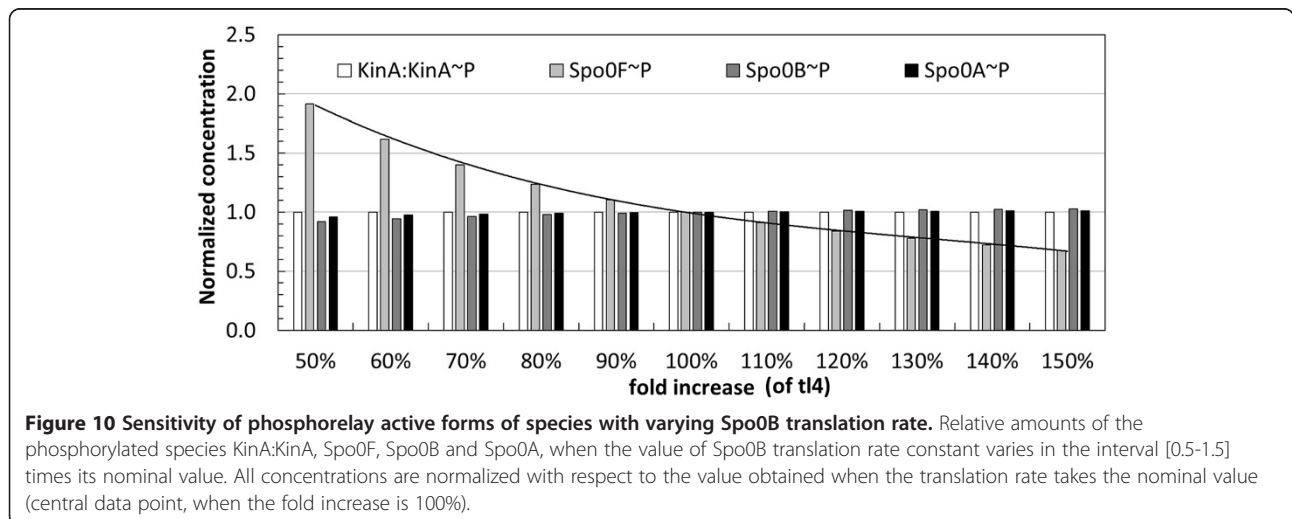 2.5
2.0
1.5
1.0
0.5
0.0
Normalized concentration
KinA:KinA~P Spo0F~P Spo0B~P Spo0A~P
50% 60% 70% 80% 90% 100% 110% 120% 130% 140% 150%
fold increase (of tl4)
Figure 10 Sensitivity of phosphorelay active forms of species with varying Spo0B translation rate. Relative amounts of the
phosphorylated species KinA:KinA, Spo0F, Spo0B and Spo0A, when the value of Spo0B translation rate constant varies in the interval [0.5-1.5]
times its nominal value. All concentrations are normalized with respect to the value obtained when the translation rate takes the nominal value
(central data point, when the fold increase is 100%).